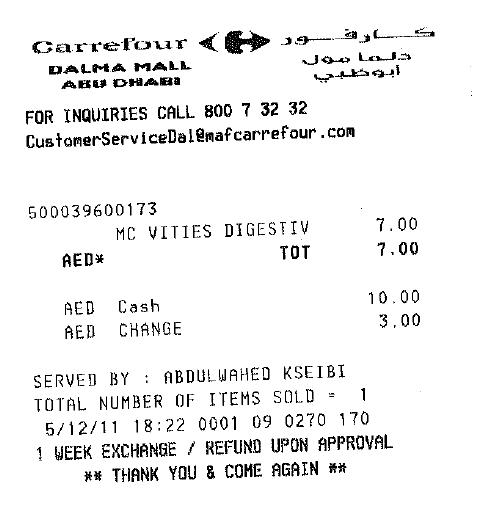 Carrefour كارفور
DALMA MALL دلما مول
ABU DHABI أبوظبي
FOR INQUIRIES CALL 800 7 32 32
CustomerServiceDal@mafcarrefour.com
500039600173
MC VITIES DIGESTIV 7.00
AED* TOT 7.00
AED Cash 10.00
AED CHANGE 3.00
SERVED BY : ABDULWAHED KSEIBI
TOTAL NUMBER OF ITEMS SOLD = 1
5/12/11 18:22 0001 09 0270 170
1 WEEK EXCHANGE / REFUND UPON APPROVAL
** THANK YOU & COME AGAIN **